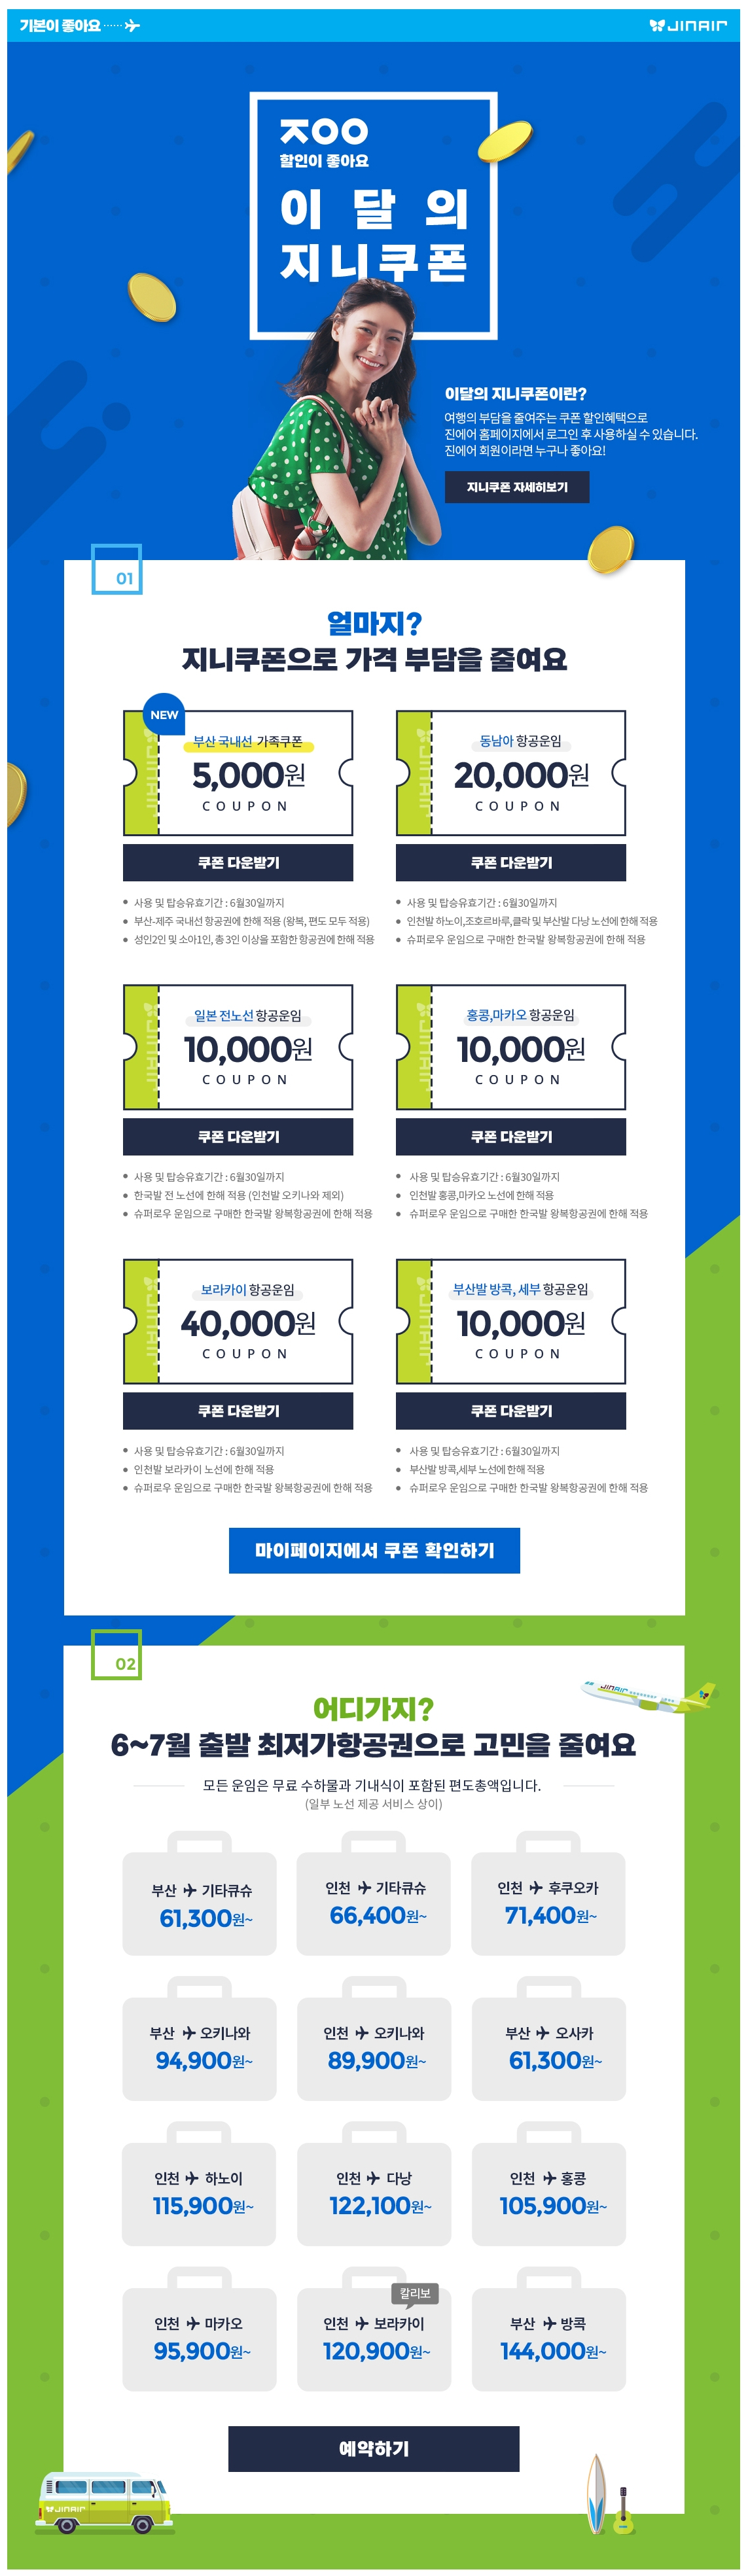 기본이 좋아요
JINAIR
ㅈOO
할인이 좋아요
이 달 의
지니쿠폰
이달의 지니쿠폰이란?
여행의 부담을 줄여주는 쿠폰 할인혜택으로
진에어 홈페이지에서 로그인 후 사용하실 수 있습니다.
진에어 회원이라면 누구나 좋아요!
지니쿠폰 자세히보기
01
얼마지?
지니쿠폰으로 가격 부담을 줄여요
NEW
JINAIR
부산 국내선 가족쿠폰
5,000원
COUPON
쿠폰 다운받기
사용 및 탑승유효기간 : 6월30일까지
부산-제주 국내선 항공권에 한해 적용 (왕복, 편도 모두 적용)
성인2인 및 소아1인, 총 3인 이상을 포함한 항공권에 한해 적용
JINAIR
동남아 항공운임
20,000원
COUPON
쿠폰 다운받기
사용 및 탑승유효기간 : 6월30일까지
인천발 하노이,조호르바루,클락 및 부산발 다낭 노선에 한해 적용
슈퍼로우 운임으로 구매한 한국발 왕복항공권에 한해 적용
JINAIR
일본 전노선 항공운임
10,000원
COUPON
쿠폰 다운받기
사용 및 탑승유효기간 : 6월30일까지
한국발 전 노선에 한해 적용 (인천발 오키나와 제외)
슈퍼로우 운임으로 구매한 한국발 왕복항공권에 한해 적용
JINAIR
홍콩,마카오 항공운임
10,000원
COUPON
쿠폰 다운받기
사용 및 탑승유효기간 : 6월30일까지
인천발 홍콩,마카오 노선에 한해 적용
슈퍼로우 운임으로 구매한 한국발 왕복항공권에 한해 적용
JINAIR
보라카이 항공운임
40,000원
COUPON
쿠폰 다운받기
사용 및 탑승유효기간 : 6월30일까지
인천발 보라카이 노선에 한해 적용
슈퍼로우 운임으로 구매한 한국발 왕복항공권에 한해 적용
JINAIR
부산발 방콕, 세부 항공운임
10,000원
COUPON
쿠폰 다운받기
사용 및 탑승유효기간 : 6월30일까지
부산발 방콕,세부 노선에 한해 적용
슈퍼로우 운임으로 구매한 한국발 왕복항공권에 한해 적용
마이페이지에서 쿠폰 확인하기
02
JINAIR
어디가지?
6~7월 출발 최저가항공권으로 고민을 줄여요
모든 운임은 무료 수하물과 기내식이 포함된 편도총액입니다.
(일부 노선 제공 서비스 상이)
부산 기타큐슈
61,300원~
인천 기타큐슈
66,400원~
인천 후쿠오카
71,400원~
부산 오키나와
94,900원~
인천 오키나와
89,900원~
부산 오사카
61,300원~
인천 하노이
115,900원~
인천 다낭
122,100원~
인천 홍콩
105,900원~
인천 마카오
95,900원~
칼리보
인천 보라카이
120,900원~
부산 방콕
144,000원~
예약하기
JINAIR